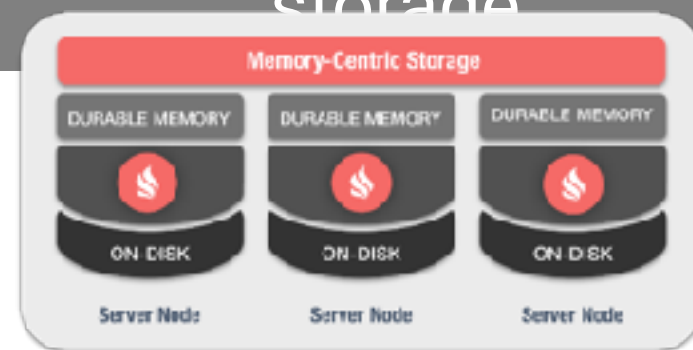 storage
Memory-Centric Storage
DURABLE MEMORY DURABLE MEMORY DURABLE MEMORY
ON-DISK ON-DISK ON-DISK
Server Node Server Node Server Node